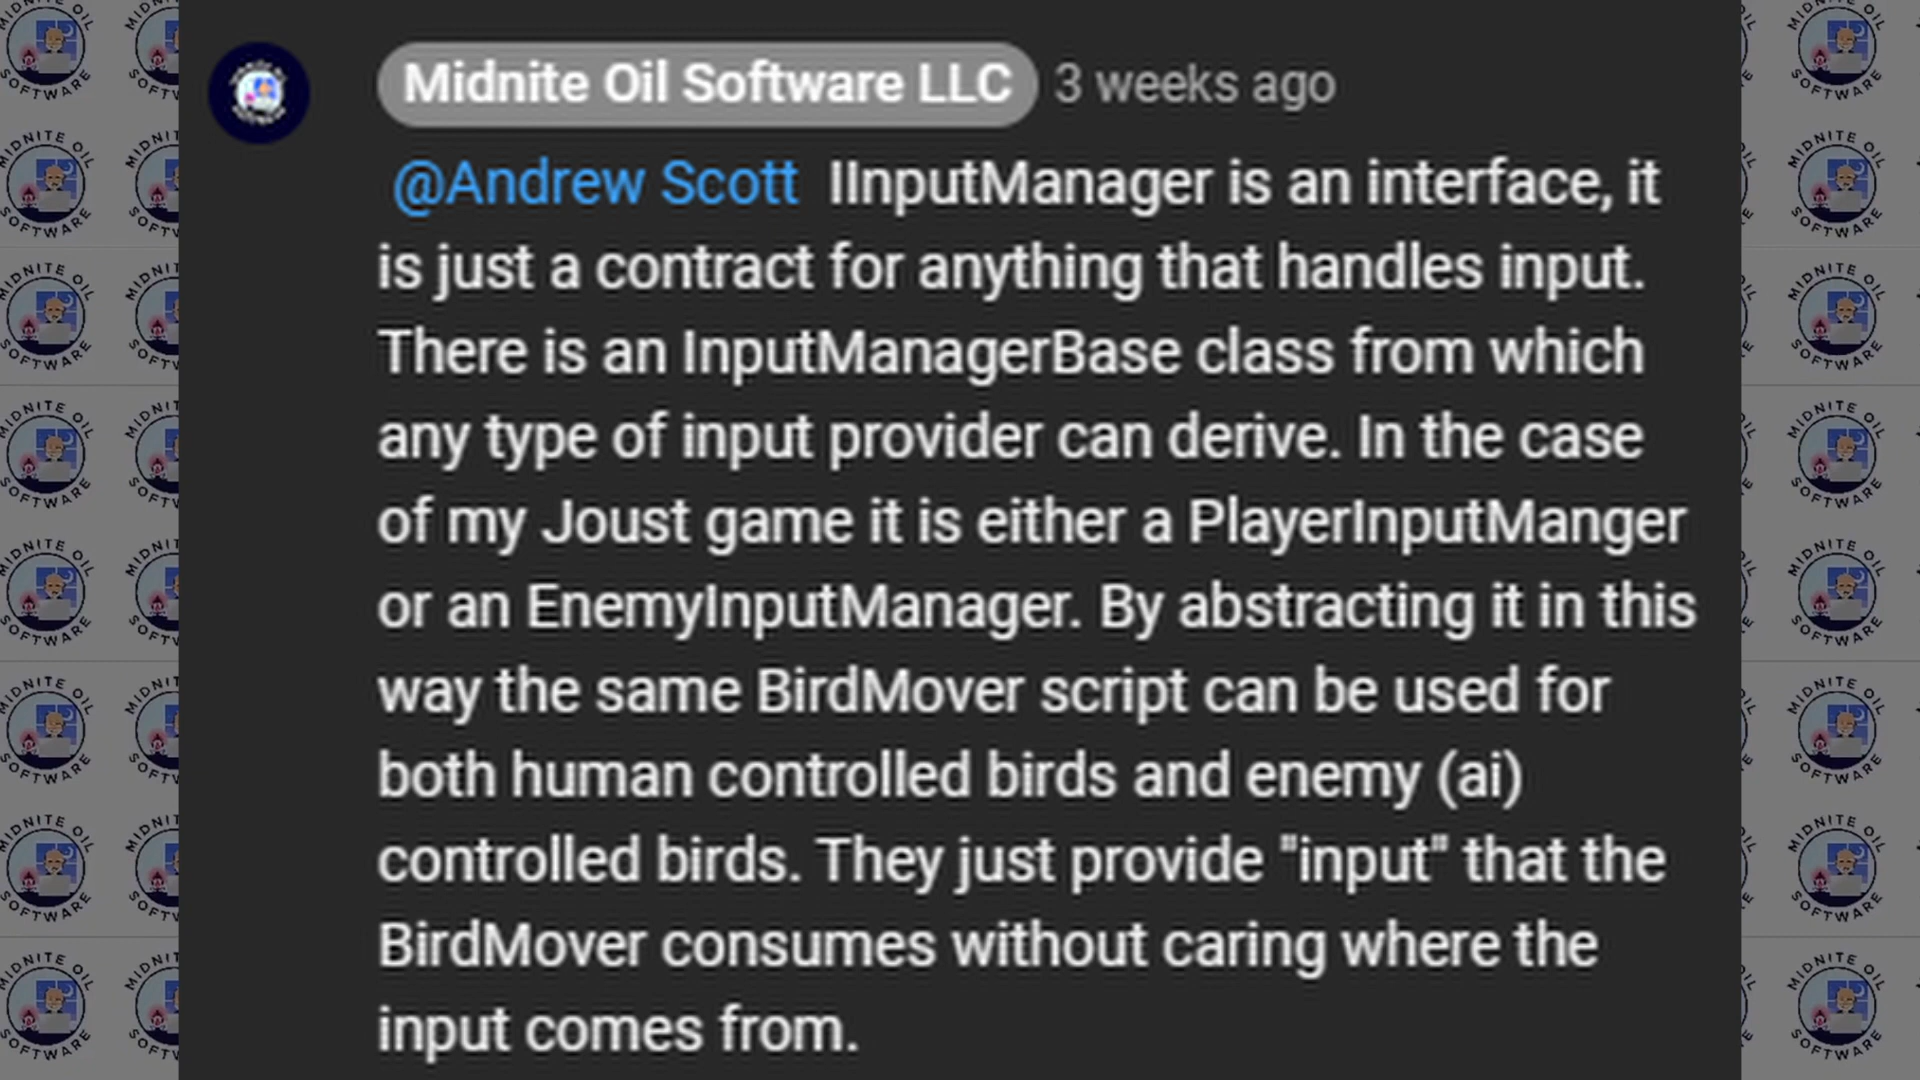 Midnite Oil Software LLC 3 weeks ago
@Andrew Scott IInputManager is an interface, it
is just a contract for anything that handles input.
There is an InputManagerBase class from which
any type of input provider can derive. In the case
of my Joust game it is either a PlayerInputManger
or an EnemyInputManager. By abstracting it in this
way the same BirdMover script can be used for
both human controlled birds and enemy (ai)
controlled birds. They just provide "input" that the
BirdMover consumes without caring where the
input comes from.
MIDNITE OIL
SOFTWARE